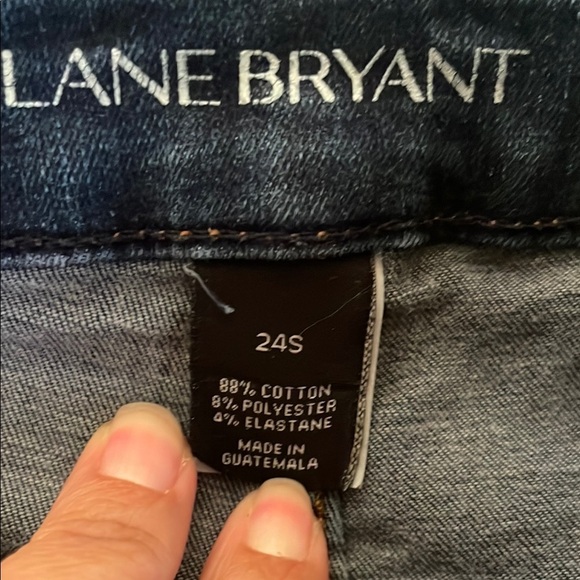 LANE BRYANT
24S
88% COTTON
8% POLYESTER
4% ELASTANE
MADE IN
GUATEMALA